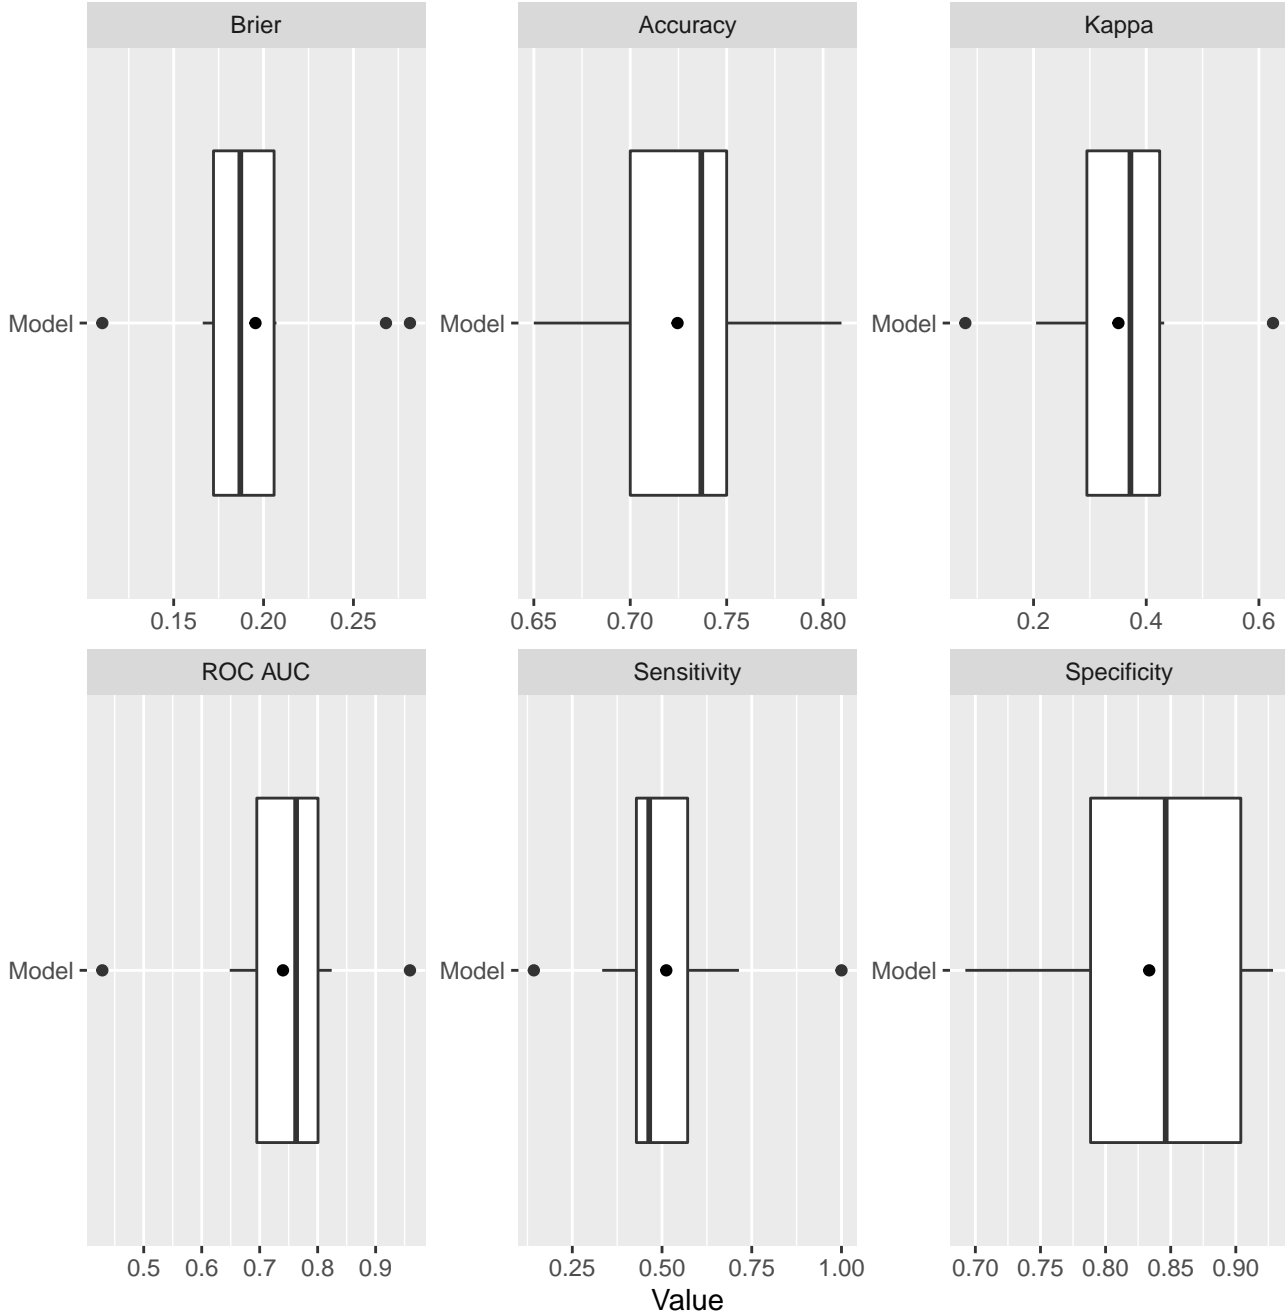 Brier Accuracy Kappa
Model Model Model
0.15 0.20 0.25 0.65 0.70 0.75 0.80 0.2 0.4 0.6
ROC AUC Sensitivity Specificity
Model Model Model
0.5 0.6 0.7 0.8 0.9 0.25 0.50 0.75 1.00 0.70 0.75 0.80 0.85 0.90
Value